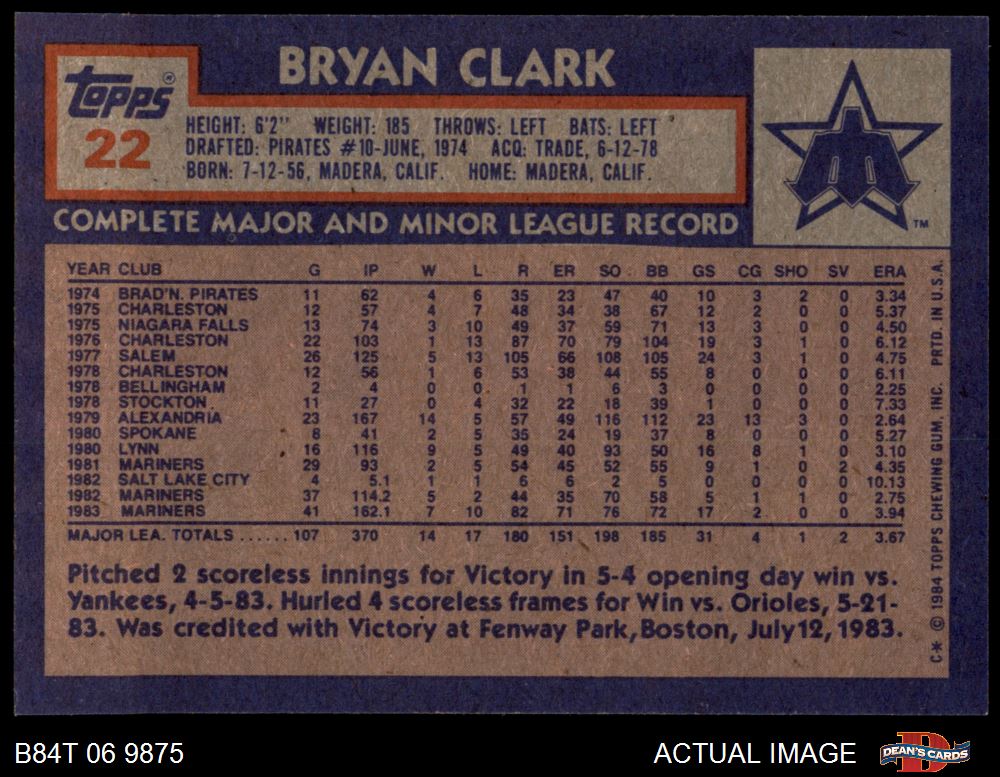 BRYAN CLARK
Topps®
22
HEIGHT: 6'2" WEIGHT: 185 THROWS: LEFT BATS: LEFT
DRAFTED: PIRATES #10-JUNE, 1974 ACQ: TRADE, 6-12-78
BORN: 7-12-56, MADERA, CALIF. HOME: MADERA, CALIF.
TM
COMPLETE MAJOR AND MINOR LEAGUE RECORD
YEAR CLUB G IP W L R ER SO BB GS CG SHO SV ERA
1974 BRAD'N. PIRATES 11 62 4 6 35 23 47 40 10 3 2 0 3.34
1975 CHARLESTON 12 57 4 7 48 34 38 67 12 2 0 0 5.37
1975 NIAGARA FALLS 13 74 3 10 49 37 59 71 13 3 0 0 4.50
1976 CHARLESTON 22 103 1 13 87 70 79 104 19 3 1 0 6.12
1977 SALEM 26 125 5 13 105 66 108 105 24 3 1 0 4.75
1978 CHARLESTON 12 56 1 6 53 38 44 55 8 0 0 0 6.11
1978 BELLINGHAM 2 4 0 0 1 1 6 3 0 0 0 0 2.25
1978 STOCKTON 11 27 0 4 32 22 18 39 1 0 0 0 7.33
1979 ALEXANDRIA 23 167 14 5 57 49 116 112 23 13 3 0 2.64
1980 SPOKANE 8 41 2 5 35 24 19 37 8 0 0 0 5.27
1980 LYNN 16 116 9 5 49 40 93 50 16 8 1 0 3.10
1981 MARINERS 29 93 2 5 54 45 52 55 9 1 0 2 4.35
1982 SALT LAKE CITY 4 5.1 1 1 6 6 2 5 0 0 0 0 10.13
1982 MARINERS 37 114.2 5 2 44 35 70 58 5 1 1 0 2.75
1983 MARINERS 41 162.1 7 10 82 71 76 72 17 2 0 0 3.94
MAJOR LEA. TOTALS ...... 107 370 14 17 180 151 198 185 31 4 1 2 3.67
Pitched 2 scoreless innings for Victory in 5-4 opening day win vs.
Yankees, 4-5-83. Hurled 4 scoreless frames for Win vs. Orioles, 5-21-
83. Was credited with Victory at Fenway Park, Boston, July 12, 1983.
C* © 1984 TOPPS CHEWING GUM, INC. PRTD. IN U.S.A.
B84T 06 9875
ACTUAL IMAGE
DEAN'S CARDS